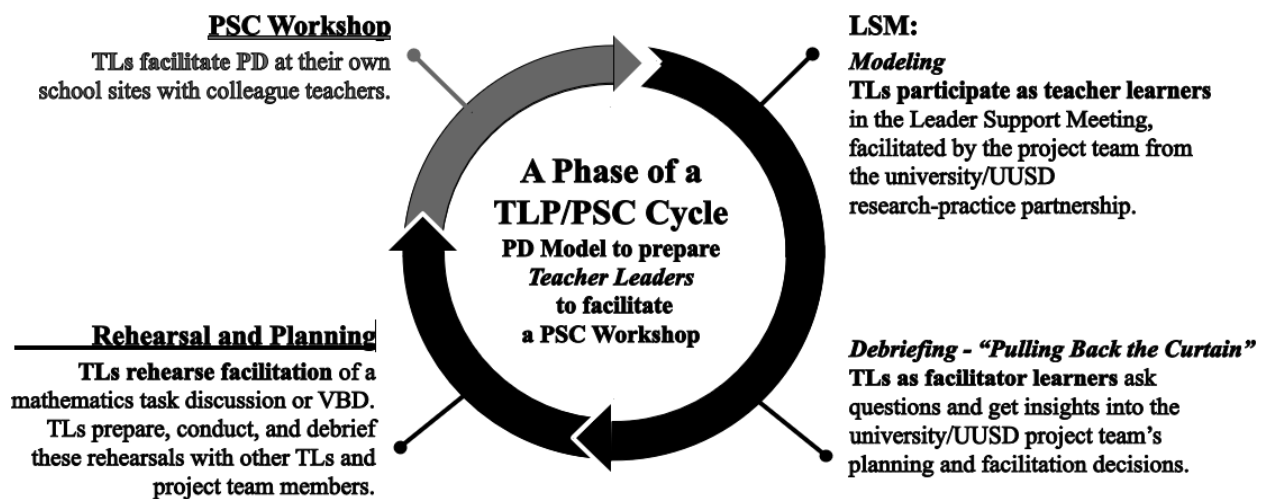 PSC Workshop
TLs facilitate PD at their own
school sites with colleague teachers.
LSM:
Modeling
TLs participate as teacher learners
in the Leader Support Meeting,
facilitated by the project team from
the university/UUSD
research-practice partnership.
A Phase of a
TLP/PSC Cycle
PD Model to prepare
Teacher Leaders
to facilitate
a PSC Workshop
Rehearsal and Planning
TLs rehearse facilitation of a
mathematics task discussion or VBD.
TLs prepare, conduct, and debrief
these rehearsals with other TLs and
project team members.
Debriefing - “Pulling Back the Curtain”
TLs as facilitator learners ask
questions and get insights into the
university/UUSD project team’s
planning and facilitation decisions.